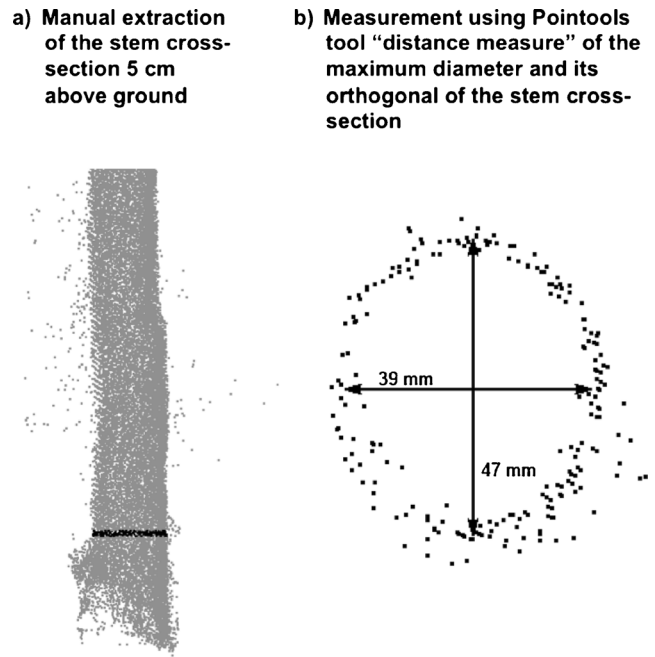 a) Manual extraction
of the stem cross-
section 5 cm
above ground
b) Measurement using Pointools
tool “distance measure” of the
maximum diameter and its
orthogonal of the stem cross-
section
39 mm
47 mm